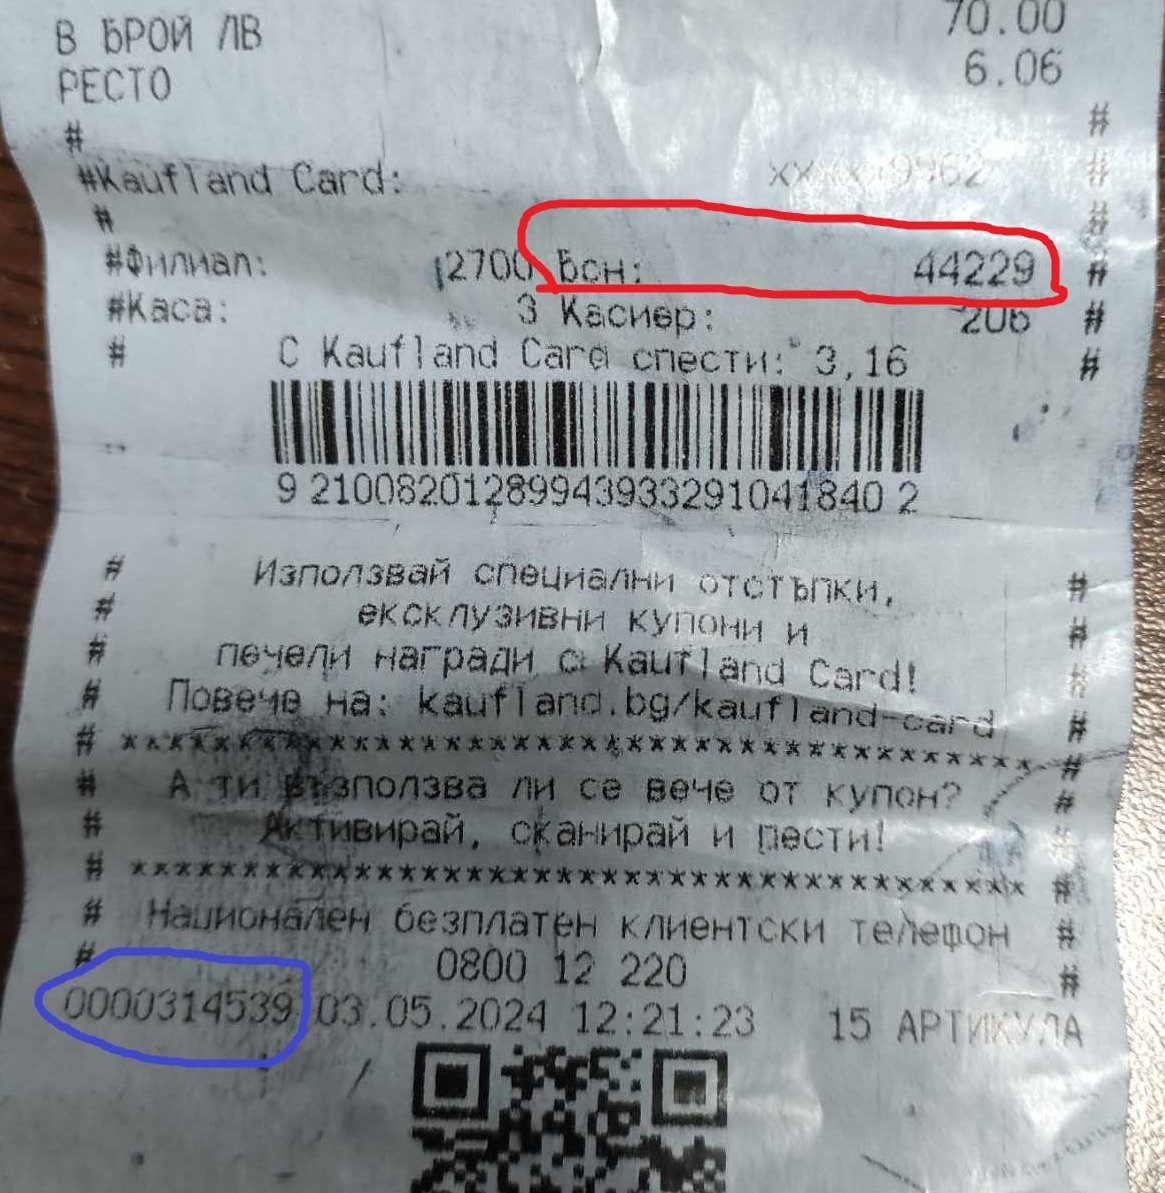 В БРОЙ ЛВ 70.00
РЕСТО 6.06
# #
#Kaufland Card: xxxxx9962 #
# #
#Филиал: 2700 Бон: 44229 #
#Каса: 3 Касиер: 206 #
# С Kaufland Card спести: 3,16 #
9 210082012899439332910418402
# Използвай специални отстъпки, #
# ексклузивни купони и #
# печели награди с Kaufland Card! #
# Повече на: kaufland.bg/kaufland-card #
# **************************************** #
# А ти възползва ли се вече от купон? #
# Активирай, сканирай и пести! #
# **************************************** #
# Национален безплатен клиентски телефон #
# 0800 12 220 #
0000314539 03.05.2024 12:21:23 15 АРТИКУЛА